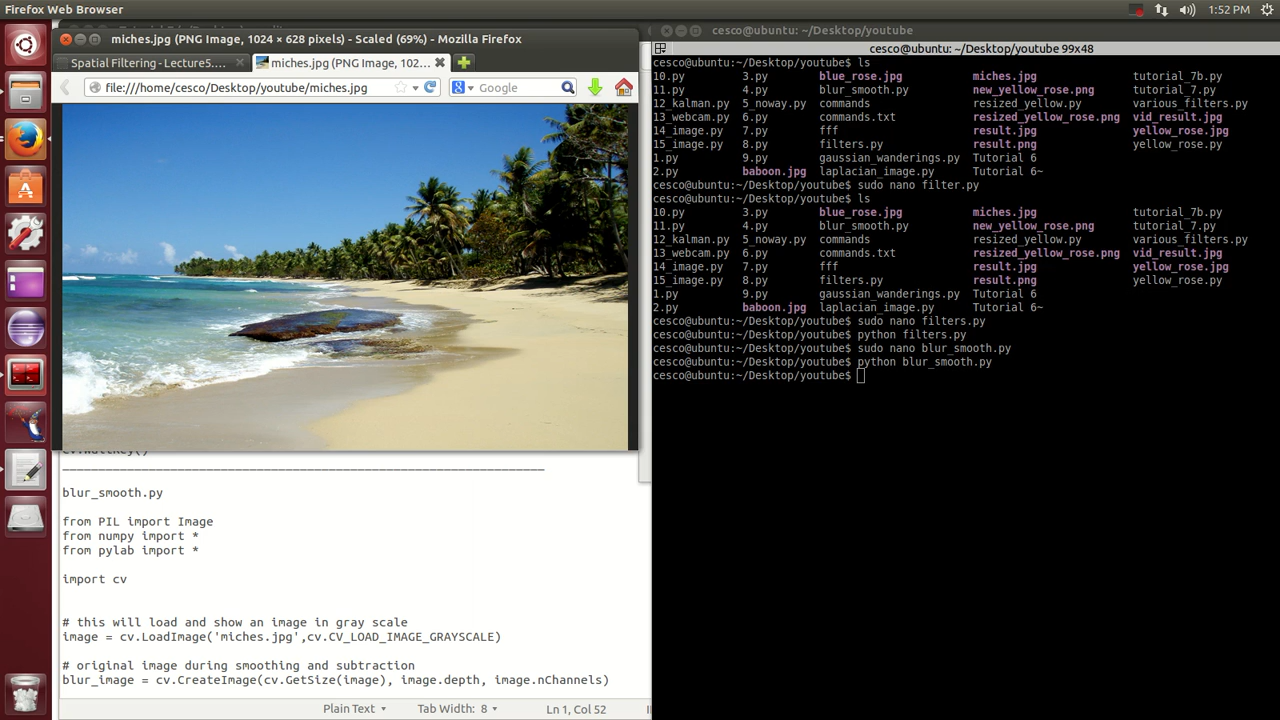 Firefox Web Browser
1:52 PM
miches.jpg (PNG Image, 1024 × 628 pixels) - Scaled (69%) - Mozilla Firefox
Spatial Filtering - Lecture5....
miches.jpg (PNG Image, 102...
file:///home/cesco/Desktop/youtube/miches.jpg
Google
cv.WaitKey()
blur_smooth.py
from PIL import Image
from numpy import *
from pylab import *
import cv
# this will load and show an image in gray scale
image = cv.LoadImage('miches.jpg',cv.CV_LOAD_IMAGE_GRAYSCALE)
# original image during smoothing and subtraction
blur_image = cv.CreateImage(cv.GetSize(image), image.depth, image.nChannels)
Plain Text
Tab Width: 8
Ln 1, Col 52
cesco@ubuntu: ~/Desktop/youtube
cesco@ubuntu: ~/Desktop/youtube 99x48
cesco@ubuntu:~/Desktop/youtube$ ls
10.py 3.py blue_rose.jpg miches.jpg tutorial_7b.py
11.py 4.py blur_smooth.py new_yellow_rose.png tutorial_7.py
12_kalman.py 5_noway.py commands resized_yellow.py various_filters.py
13_webcam.py 6.py commands.txt resized_yellow_rose.png vid_result.jpg
14_image.py 7.py fff result.jpg yellow_rose.jpg
15_image.py 8.py filters.py result.png yellow_rose.py
1.py 9.py gaussian_wanderings.py Tutorial 6
2.py baboon.jpg laplacian_image.py Tutorial 6~
cesco@ubuntu:~/Desktop/youtube$ sudo nano filter.py
cesco@ubuntu:~/Desktop/youtube$ ls
10.py 3.py blue_rose.jpg miches.jpg tutorial_7b.py
11.py 4.py blur_smooth.py new_yellow_rose.png tutorial_7.py
12_kalman.py 5_noway.py commands resized_yellow.py various_filters.py
13_webcam.py 6.py commands.txt resized_yellow_rose.png vid_result.jpg
14_image.py 7.py fff result.jpg yellow_rose.jpg
15_image.py 8.py filters.py result.png yellow_rose.py
1.py 9.py gaussian_wanderings.py Tutorial 6
2.py baboon.jpg laplacian_image.py Tutorial 6~
cesco@ubuntu:~/Desktop/youtube$ sudo nano filters.py
cesco@ubuntu:~/Desktop/youtube$ python filters.py
cesco@ubuntu:~/Desktop/youtube$ sudo nano blur_smooth.py
cesco@ubuntu:~/Desktop/youtube$ python blur_smooth.py
cesco@ubuntu:~/Desktop/youtube$